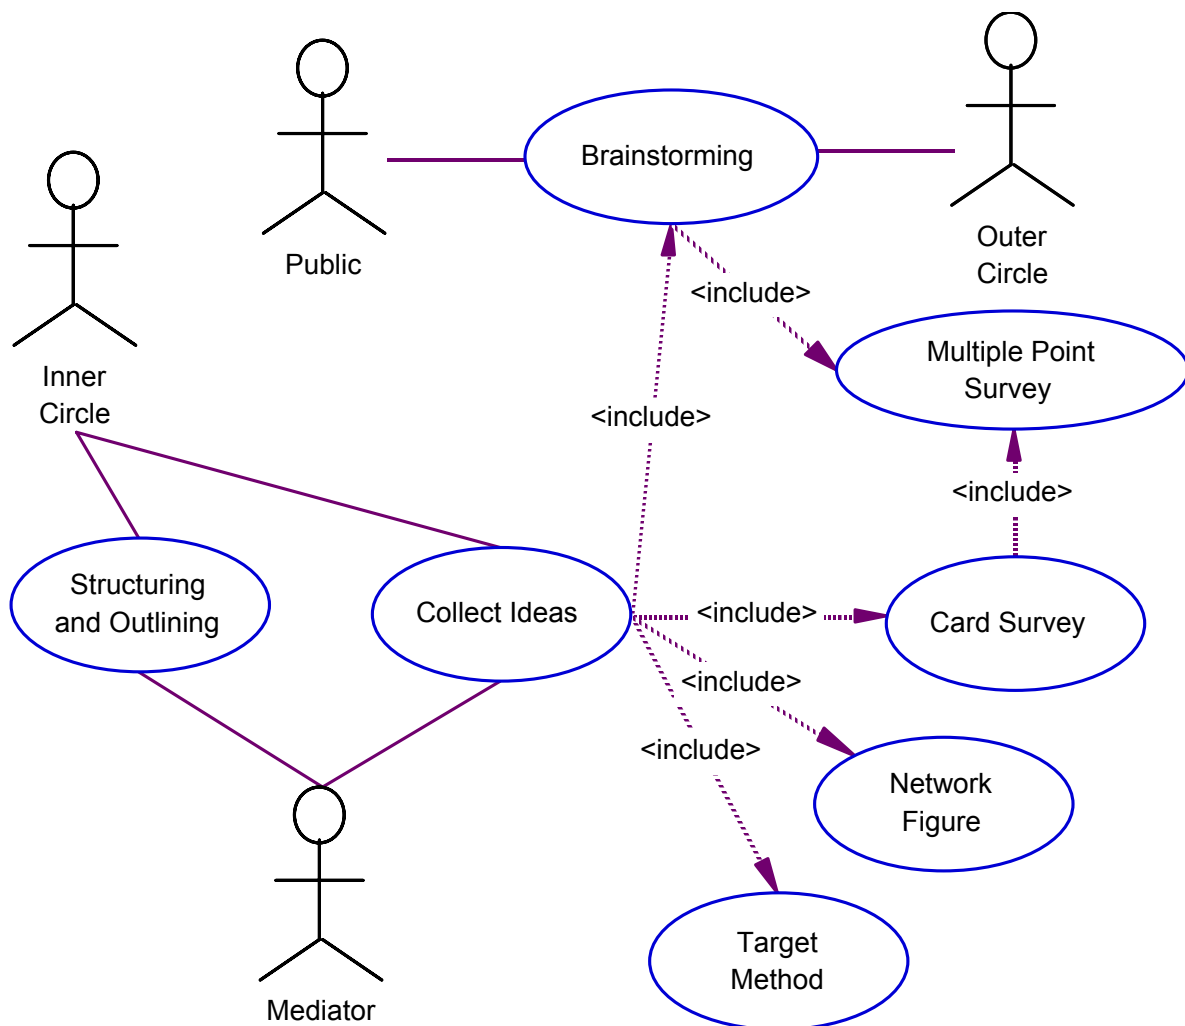 Brainstorming
Public
Outer
Circle
<include>
Multiple Point
Survey
Inner
Circle
<include>
<include>
Structuring
and Outlining
Collect Ideas
<include>
Card Survey
<include>
<include>
Network
Figure
Target
Method
Mediator